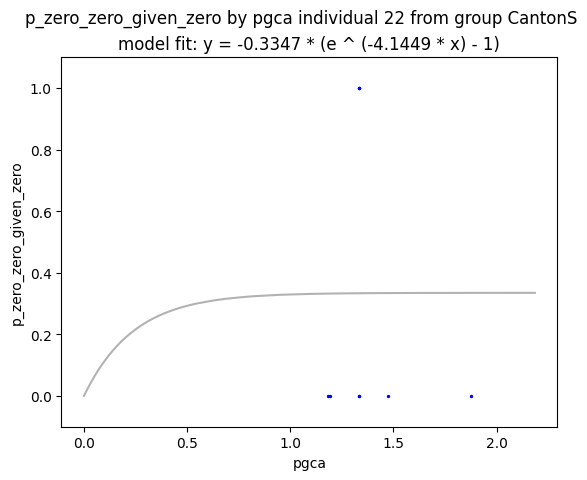 p_zero_zero_given_zero by pgca individual 22 from group CantonS
model fit: y = -0.3347 * (e ^ (-4.1449 * x) - 1)
1.0
0.8
0.6
0.4
0.2
0.0
p_zero_zero_given_zero
0.0
0.5
1.0
1.5
2.0
pgca